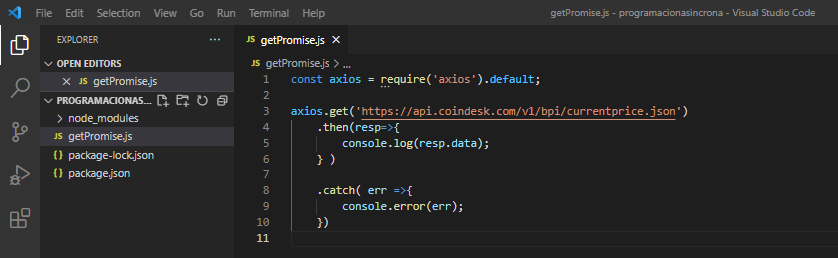 File Edit Selection View Go Run Terminal Help getPromise.js - programacionasincrona - Visual Studio Code
EXPLORER ...
OPEN EDITORS
JS getPromise.js
PROGRAMACIONAS...
node_modules
JS getPromise.js
{} package-lock.json
{} package.json
JS getPromise.js
JS getPromise.js > ...
1 const axios = require('axios').default;
2
3 axios.get('https://api.coindesk.com/v1/bpi/currentprice.json')
4 .then(resp=>{
5 console.log(resp.data);
6 } )
7
8 .catch( err =>{
9 console.error(err);
10 })
11